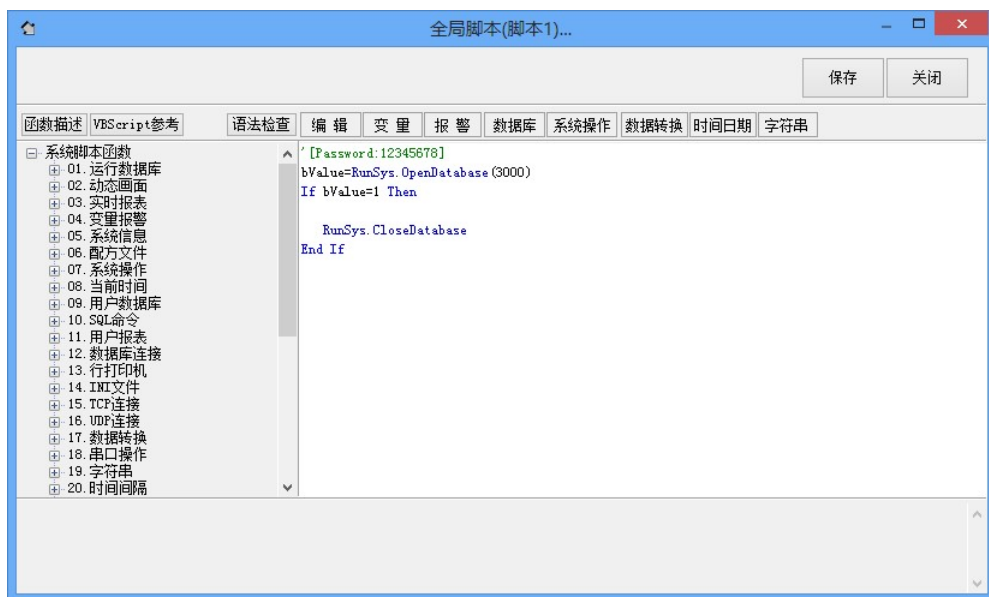 全局脚本(脚本1)...
保存 关闭
函数描述 VBScript参考 语法检查 编辑 变量 报警 数据库 系统操作 数据转换 时间日期 字符串
系统脚本函数
01.运行数据库
02.动态画面
03.实时报表
04.变量报警
05.系统信息
06.配方文件
07.系统操作
08.当前时间
09.用户数据库
10.SQL命令
11.用户报表
12.数据库连接
13.行打印机
14.INI文件
15.TCP连接
16.UDP连接
17.数据转换
18.串口操作
19.字符串
20.时间间隔
'[Password:12345678]
bValue=RunSys.OpenDatabase(3000)
If bValue=1 Then
RunSys.CloseDatabase
End If